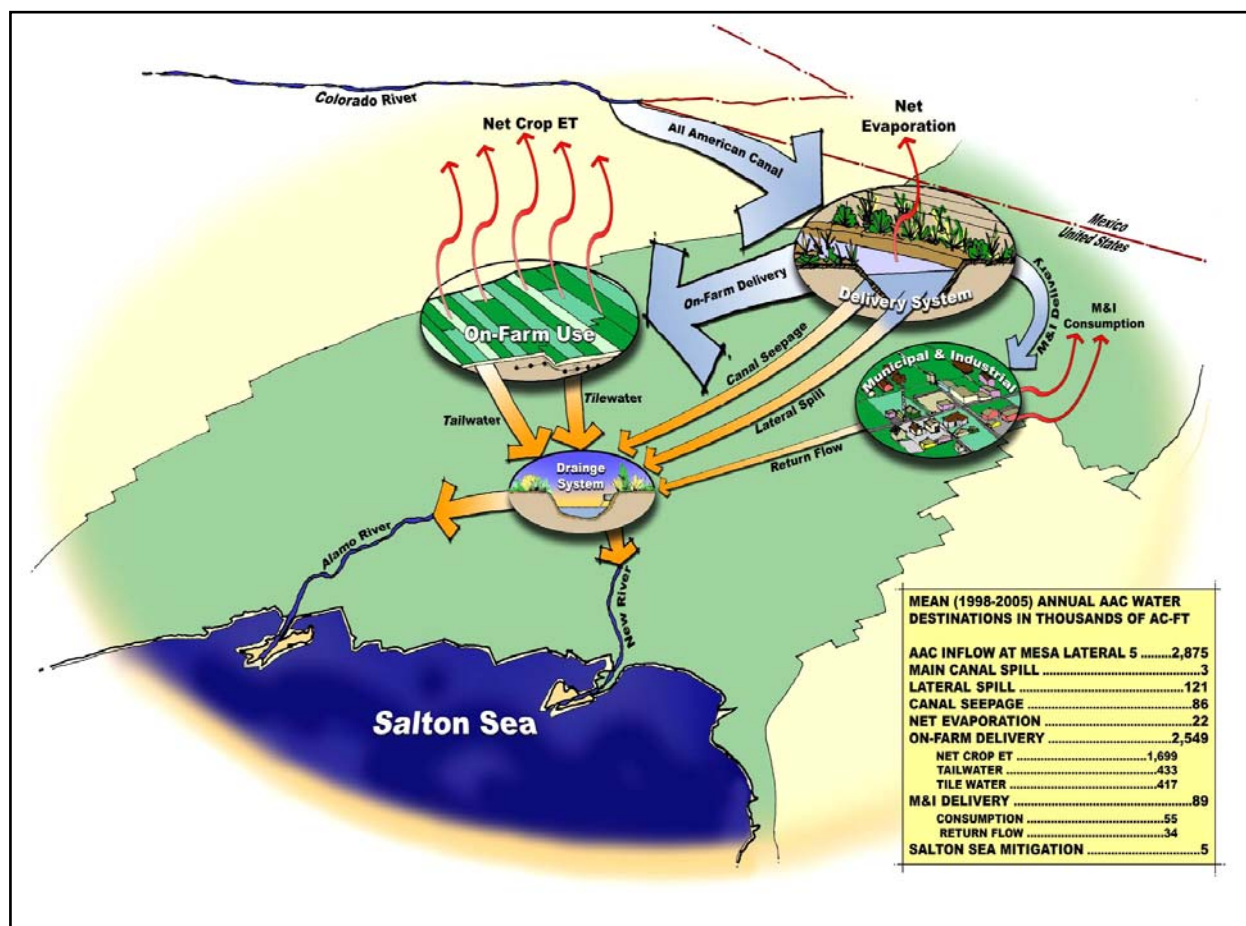 Colorado River
Net Crop ET
All American Canal
Net
Evaporation
Mexico
United States
On-Farm Delivery
Delivery System
M&I Delivery
M&I
Consumption
On-Farm Use
Canal Seepage
Municipal & Industrial
Tailwater
Tilewater
Lateral Spill
Return Flow
Drainge
System
Alamo River
New River
Salton Sea
MEAN (1998-2005) ANNUAL AAC WATER
DESTINATIONS IN THOUSANDS OF AC-FT
AAC INFLOW AT MESA LATERAL 5 .........2,875
MAIN CANAL SPILL ...............................................3
LATERAL SPILL .................................................121
CANAL SEEPAGE ................................................86
NET EVAPORATION ............................................22
ON-FARM DELIVERY .....................................2,549
NET CROP ET ......................................1,699
TAILWATER ............................................433
TILE WATER ...........................................417
M&I DELIVERY ....................................................89
CONSUMPTION .......................................55
RETURN FLOW ........................................34
SALTON SEA MITIGATION ..................................5